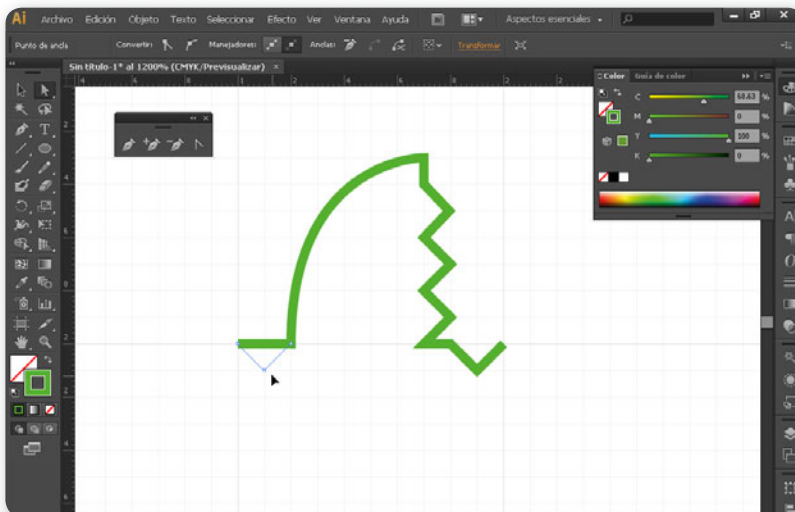 Ai Archivo Edición Objeto Texto Seleccionar Efecto Ver Ventana Ayuda Aspectos esenciales
Punto de ancla Convertir: Manejadores: Anclas: Transformar
Sin título-1* al 1200% (CMYK/Previsualizar) ×
Color Guía de color
C 68.63 %
M 0 %
Y 100 %
K 0 %